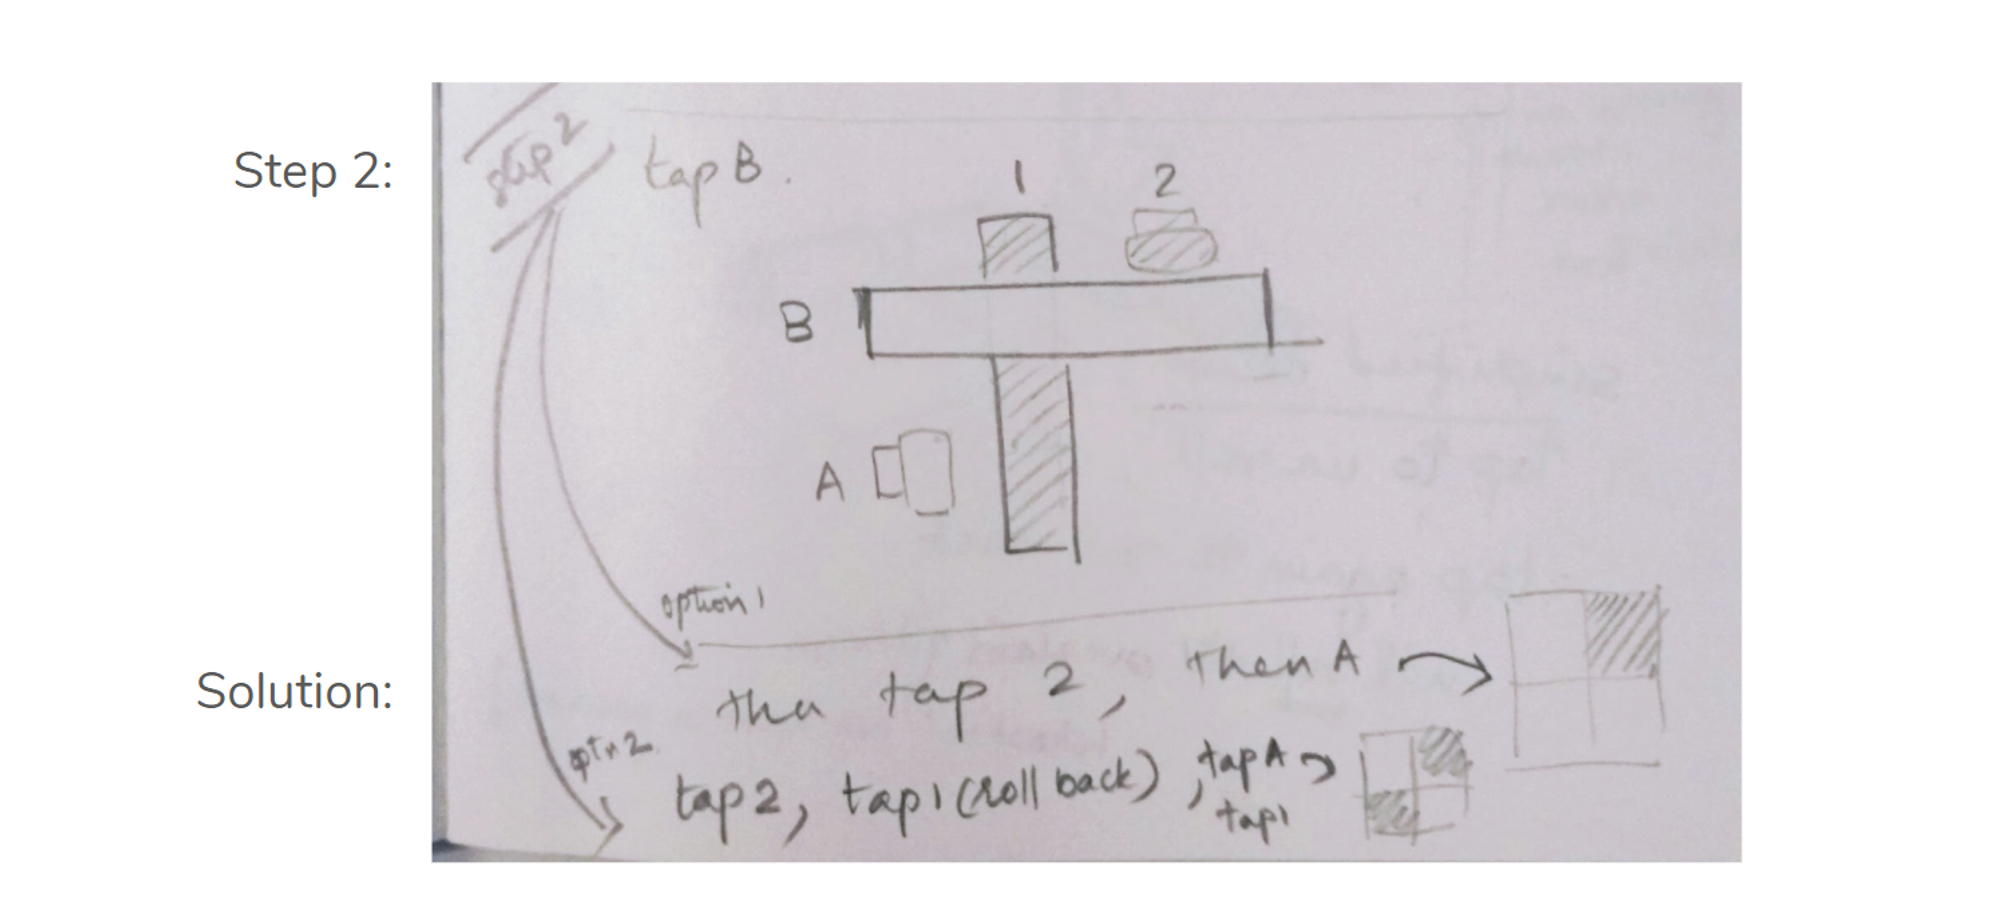 Step 2:
step 2
tap B.
1
2
B
A
option 1
Solution:
then tap 2, then A
optn 2
tap 2, tap 1 (roll back), tap A
tap 1